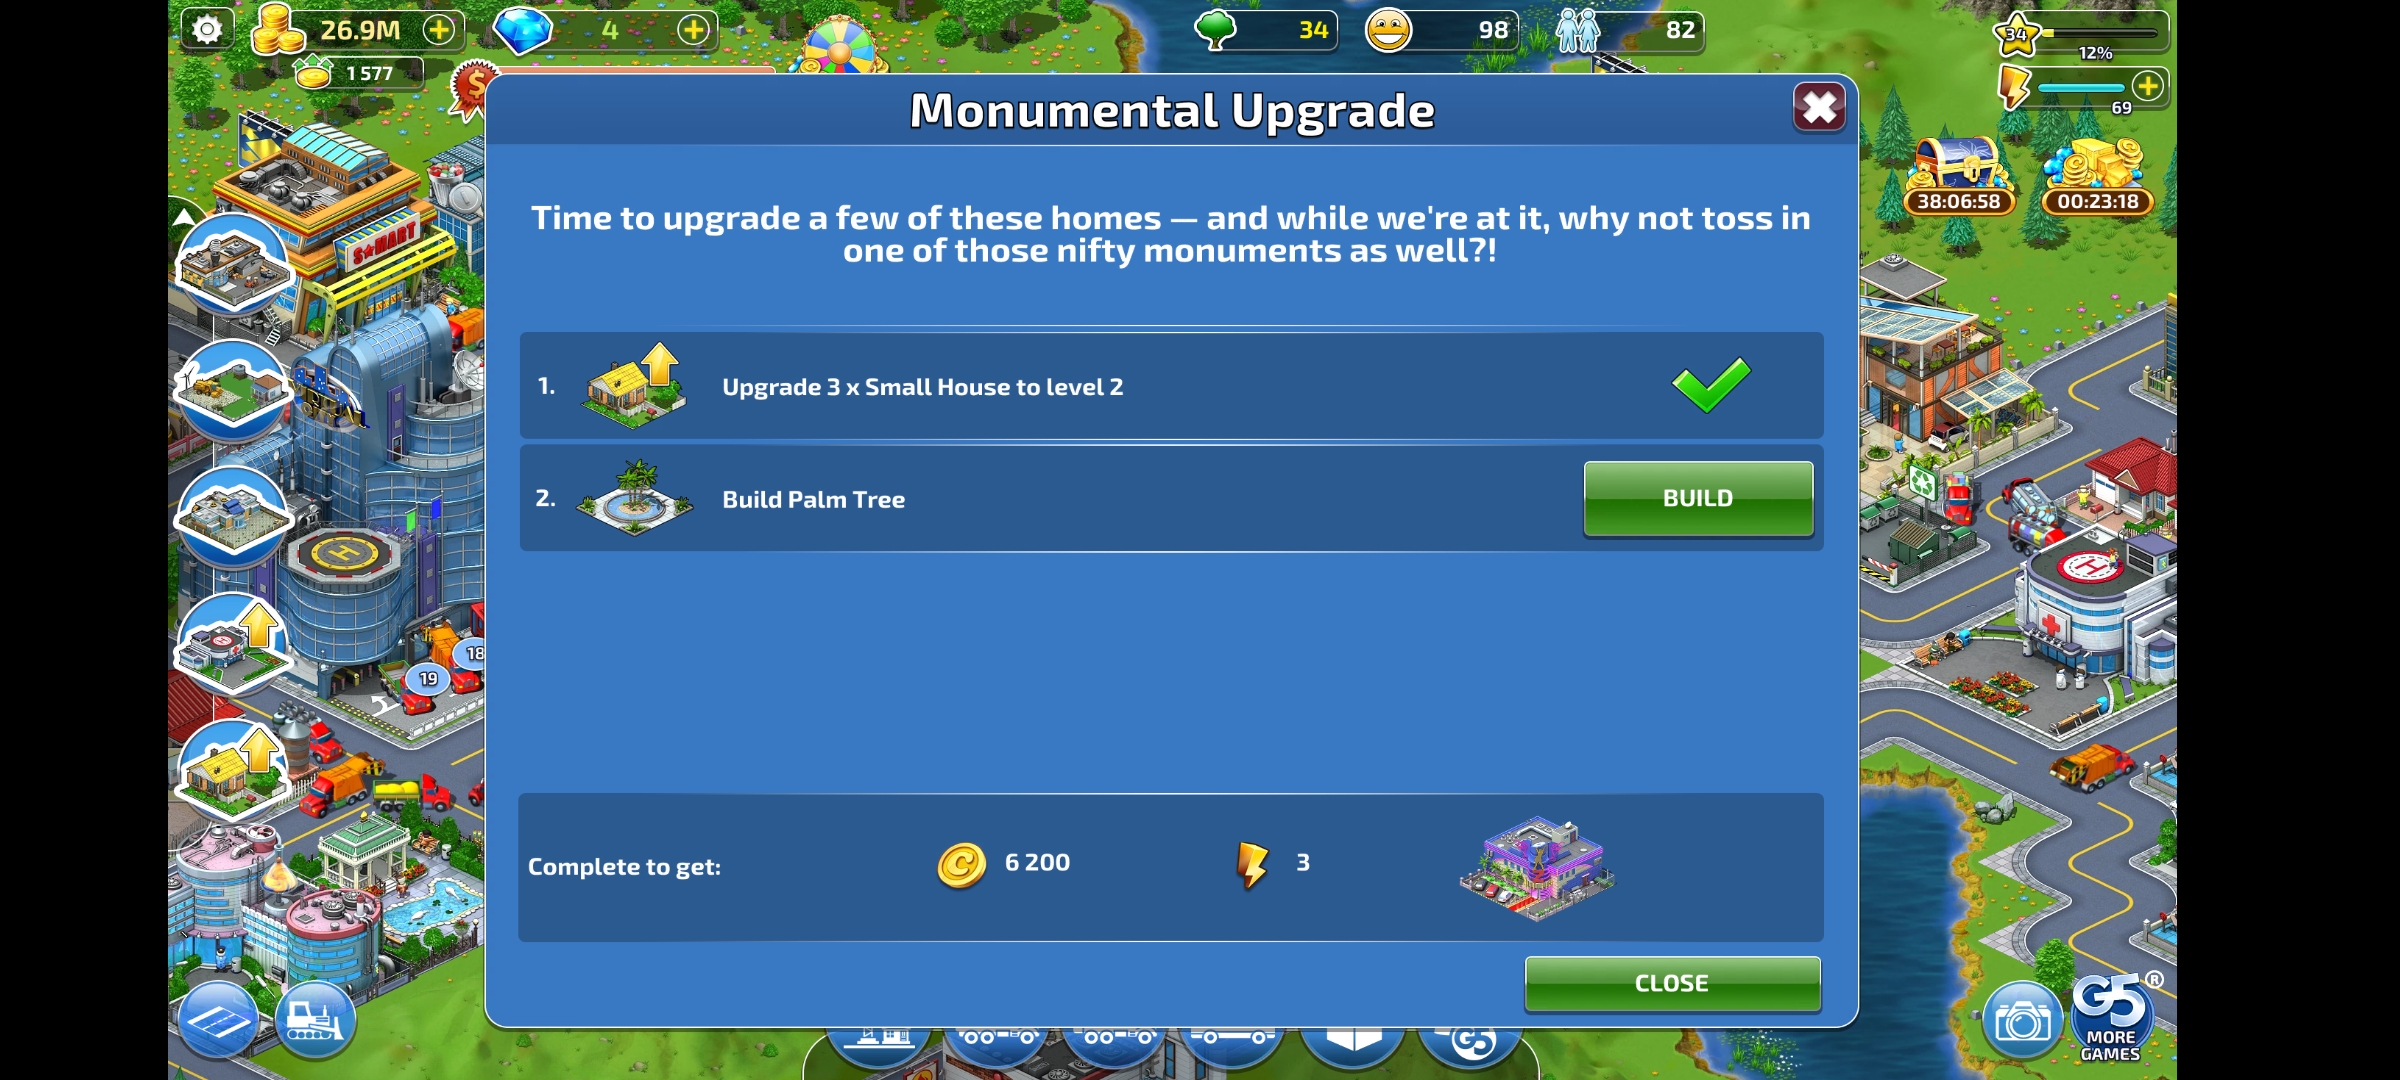 26.9M
4
34
98
82
34
12%
1 577
69
Monumental Upgrade
38:06:58
00:23:18
Time to upgrade a few of these homes — and while we're at it, why not toss in
one of those nifty monuments as well?!
S★MART
1.
Upgrade 3 x Small House to level 2
2.
Build Palm Tree
BUILD
H
H
18
19
Complete to get:
6 200
3
CLOSE
G5®
MORE
GAMES
G5